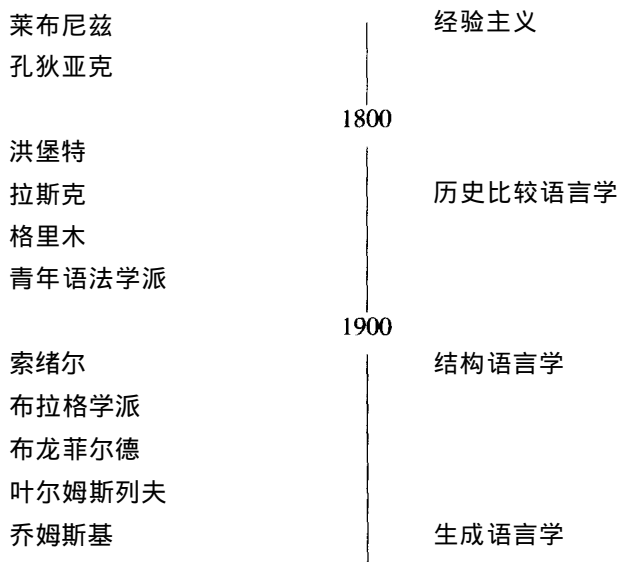 莱布尼兹 经验主义
孔狄亚克
1800
洪堡特
拉斯克 历史比较语言学
格里木
青年语法学派
1900
索绪尔 结构语言学
布拉格学派
布龙菲尔德
叶尔姆斯列夫
乔姆斯基 生成语言学